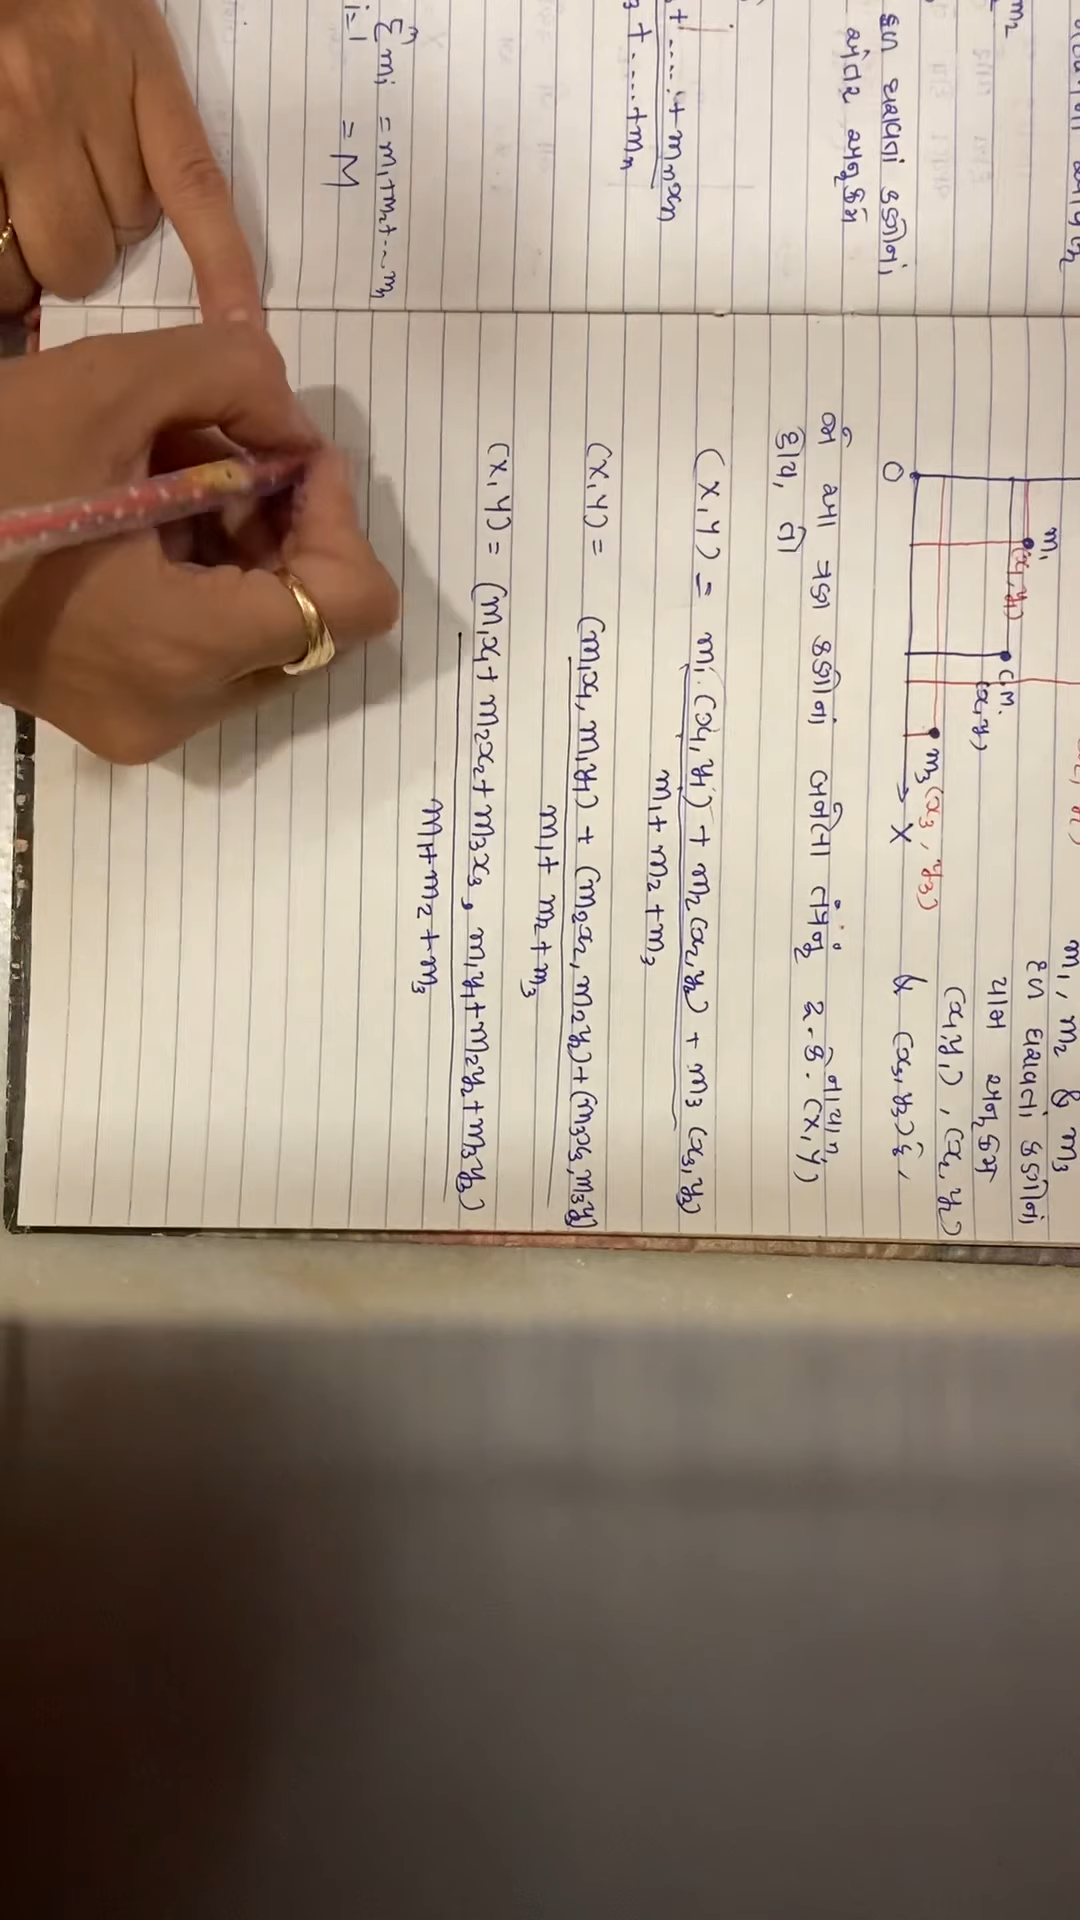 m₂
દળ ધરાવતાં કણોનાં
અંતર અનુક્રમે
+ ..... + mₙxₙ
+ .... + mₙ
n
Σ mi = m₁+m₂+...mₙ
i=1
= M
m₁, m₂ & m₃
દળ ધરાવતાં કણોનાં
યામ અનુક્રમે
(x₁,y₁), (x₂,y₂)
& (x₃,y₃) છે,
m₁
(x₁,y₁)
C.M.
(x,y)
m₃ (x₃, y₃)
O
→ X
જો આ ત્રણ કણોનાં બનેલા તંત્રનું દ.કે. નાં યામ (X,Y)
હોય, તો
(X,Y) = m₁.(x₁,y₁) + m₂(x₂,y₂) + m₃(x₃,y₃)
m₁ + m₂ + m₃
(X,Y) = (m₁x₁, m₁y₁) + (m₂x₂, m₂y₂) + (m₃x₃, m₃y₃)
m₁ + m₂ + m₃
(X,Y) = (m₁x₁ + m₂x₂ + m₃x₃, m₁y₁ + m₂y₂ + m₃y₃)
m₁ + m₂ + m₃